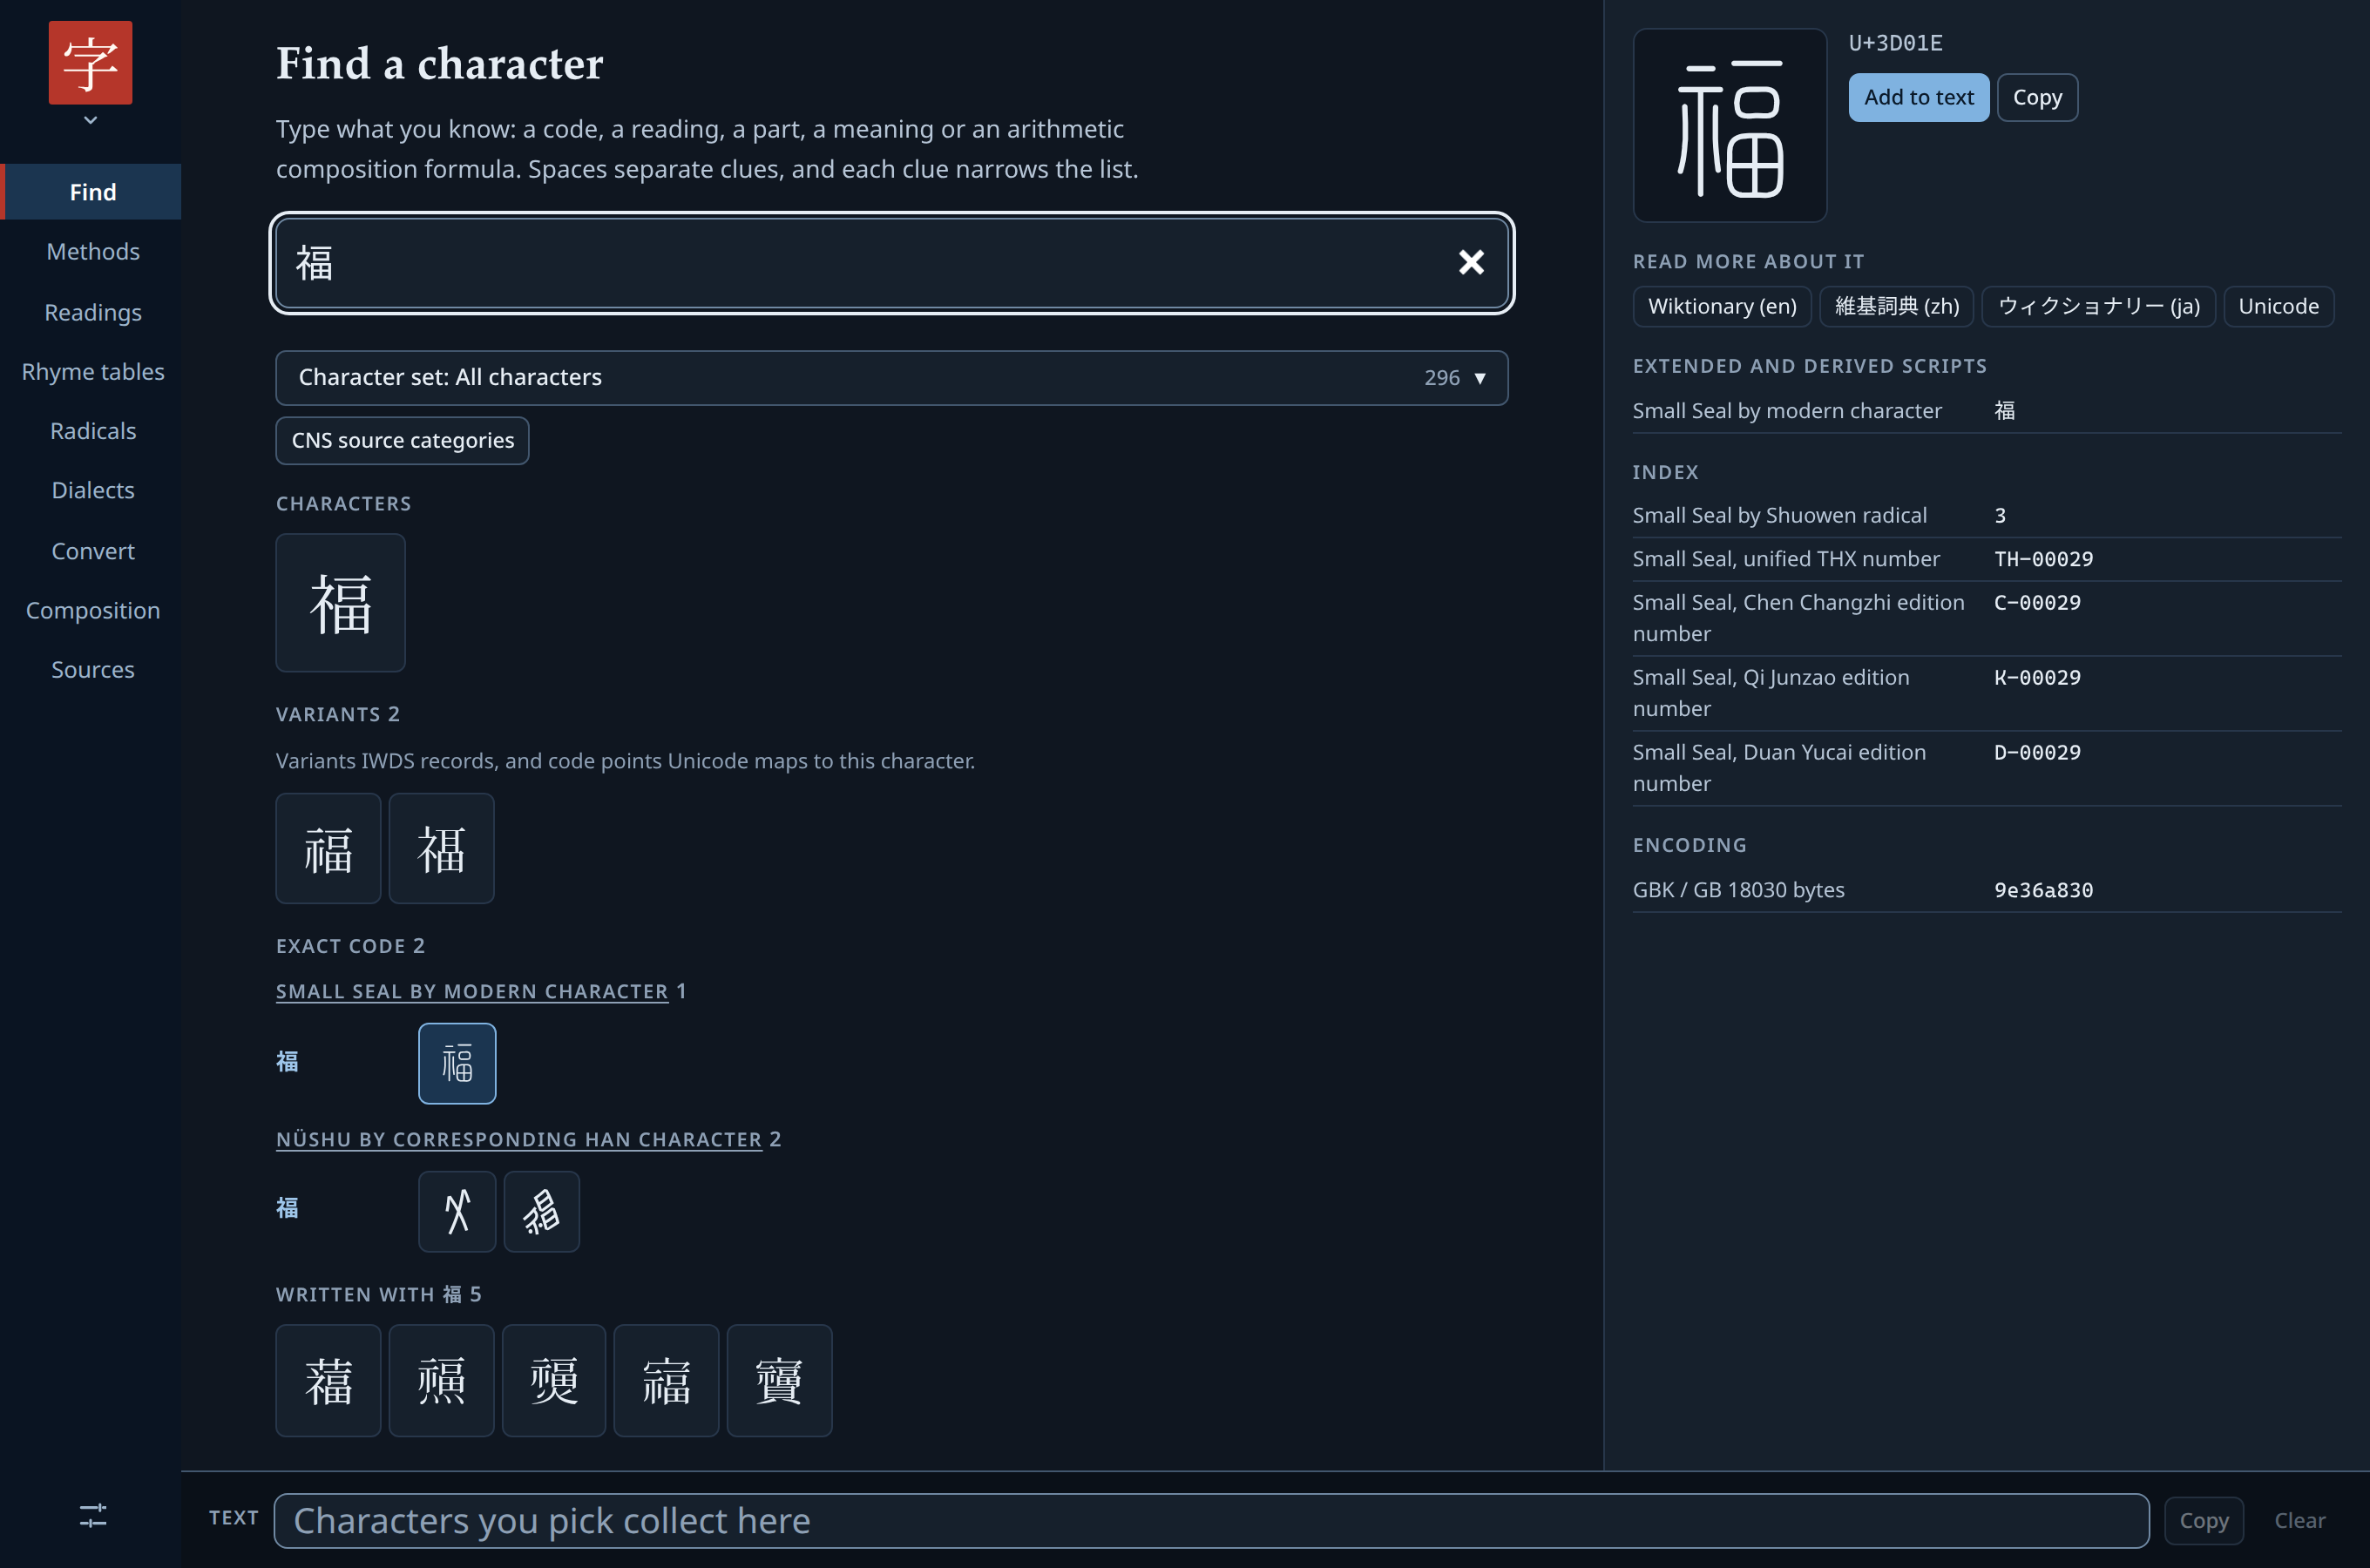 字
Find
Methods
Readings
Rhyme tables
Radicals
Dialects
Convert
Composition
Sources
Find a character
Type what you know: a code, a reading, a part, a meaning or an arithmetic
composition formula. Spaces separate clues, and each clue narrows the list.
福
Character set: All characters 296 ▼
CNS source categories
CHARACTERS
福
VARIANTS 2
Variants IWDS records, and code points Unicode maps to this character.
EXACT CODE 2
SMALL SEAL BY MODERN CHARACTER 1
福
NÜSHU BY CORRESPONDING HAN CHARACTER 2
福
WRITTEN WITH 福 5
TEXT Characters you pick collect here Copy Clear
U+3D01E
Add to text Copy
READ MORE ABOUT IT
Wiktionary (en) 維基詞典 (zh) ウィクショナリー (ja) Unicode
EXTENDED AND DERIVED SCRIPTS
Small Seal by modern character 福
INDEX
Small Seal by Shuowen radical 3
Small Seal, unified THX number TH-00029
Small Seal, Chen Changzhi edition C-00029
number
Small Seal, Qi Junzao edition K-00029
number
Small Seal, Duan Yucai edition D-00029
number
ENCODING
GBK / GB 18030 bytes 9e36a830